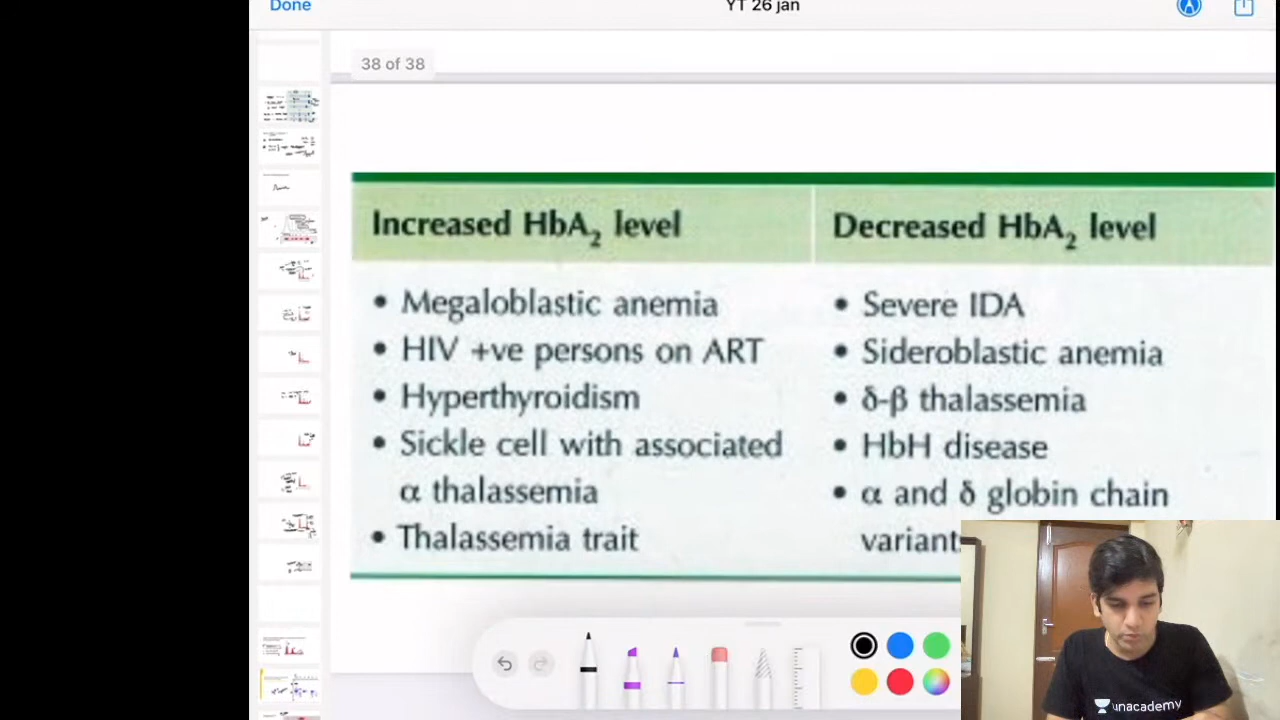 Done
YT 26 jan
38 of 38
Increased HbA₂ level
Decreased HbA₂ level
• Megaloblastic anemia
• HIV +ve persons on ART
• Hyperthyroidism
• Sickle cell with associated
α thalassemia
• Thalassemia trait
• Severe IDA
• Sideroblastic anemia
• δ-β thalassemia
• HbH disease
• α and δ globin chain
variant
unacademy